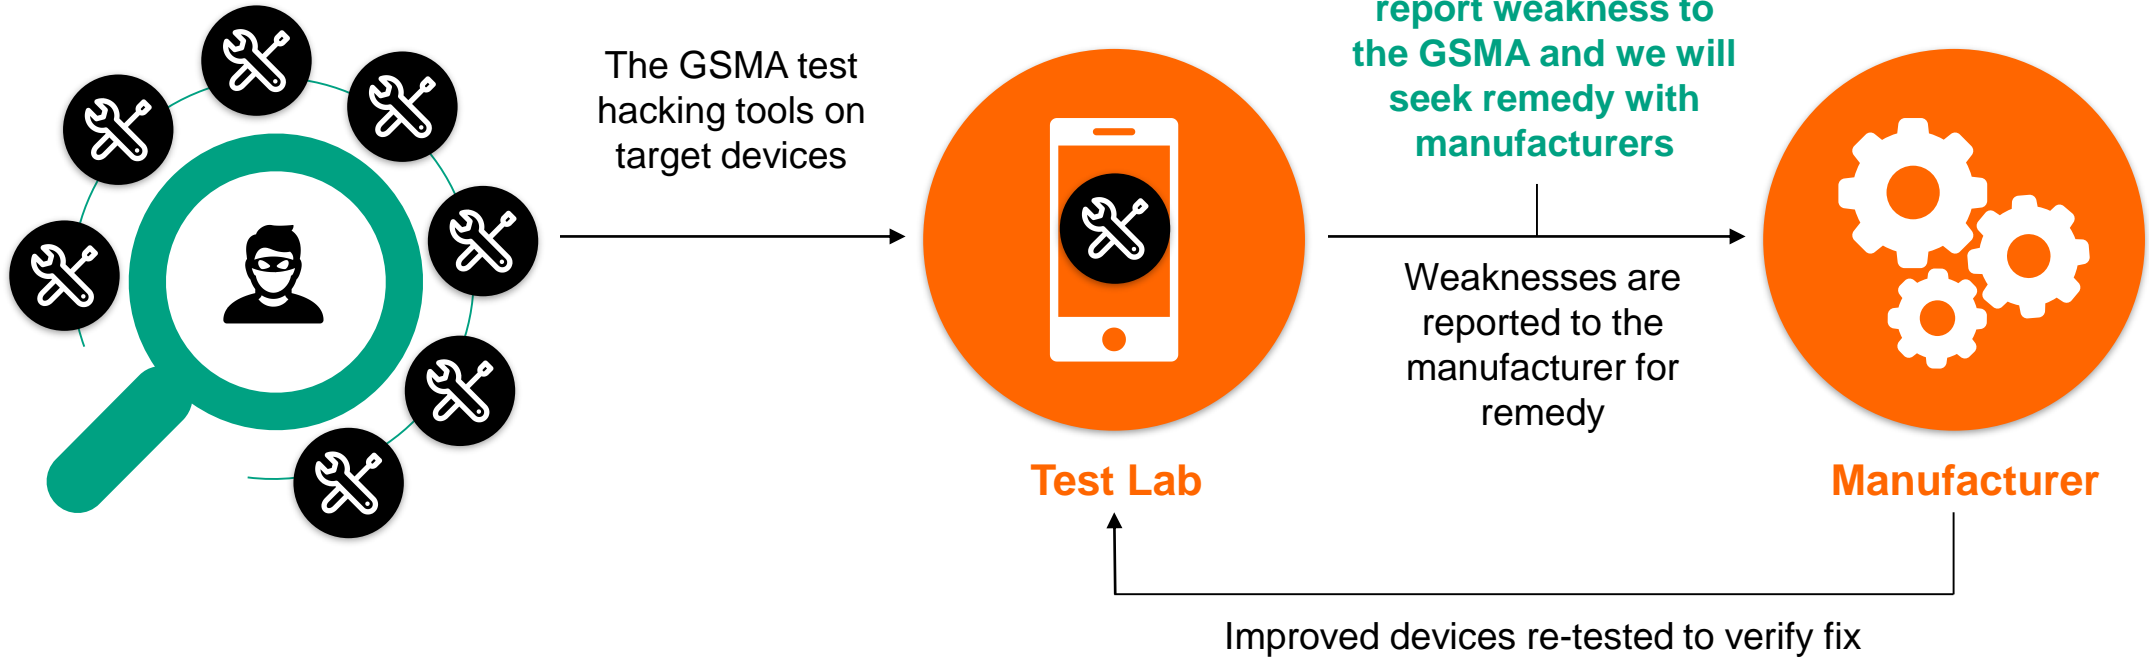 The GSMA test
hacking tools on
target devices
report weakness to
the GSMA and we will
seek remedy with
manufacturers
Weaknesses are
reported to the
manufacturer for
remedy
Test Lab
Manufacturer
Improved devices re-tested to verify fix